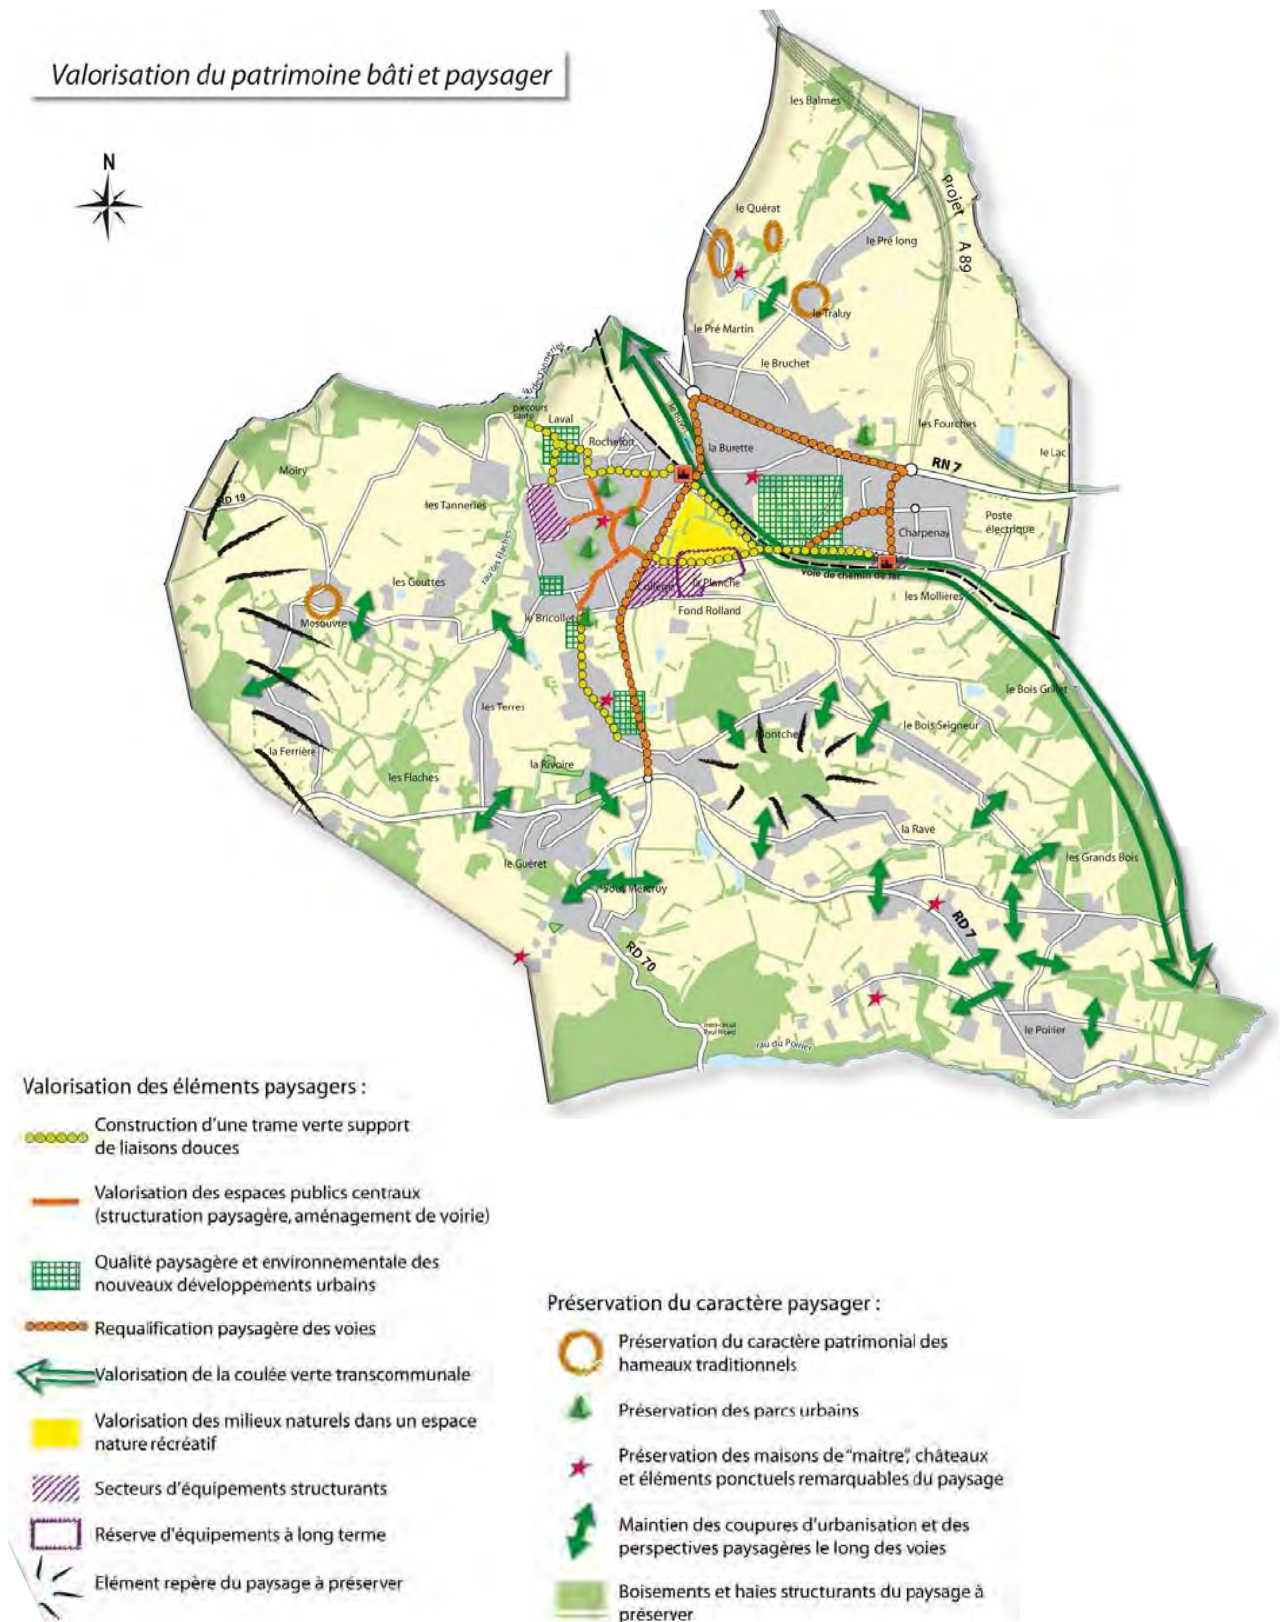 Valorisation du patrimoine bâti et paysager
N
les Balmes
Projet A 89
le Quérat
le Pré long
le Traluy
le Pré Martin
le Bruchet
parcours
santé
Laval
Rochefort
la Burette
les Fourches
le Lac
RN 7
Moiry
RD 19
les Tanneries
rau des Flaches
Poste
électrique
Charpenay
voie de chemin de fer
les Gouttes
Collège
la Planche
les Mollières
Fond Rolland
Mosouvre
le Bricollet
le Bois Grillet
les Terres
le Bois Seigneur
Montcher
la Ferrière
la Rivoire
les Flaches
la Rave
les Grands Bois
le Guéret
Sous Mercruy
RD 7
RD 70
le Poirier
rau du Poirier
Valorisation des éléments paysagers :
Construction d'une trame verte support
de liaisons douces
Valorisation des espaces publics centraux
(structuration paysagère, aménagement de voirie)
Qualité paysagère et environnementale des
nouveaux développements urbains
Requalification paysagère des voies
Valorisation de la coulée verte transcommunale
Valorisation des milieux naturels dans un espace
nature récréatif
Secteurs d'équipements structurants
Réserve d'équipements à long terme
Elément repère du paysage à préserver
Préservation du caractère paysager :
Préservation du caractère patrimonial des
hameaux traditionnels
Préservation des parcs urbains
Préservation des maisons de "maître", châteaux
et éléments ponctuels remarquables du paysage
Maintien des coupures d'urbanisation et des
perspectives paysagères le long des voies
Boisements et haies structurants du paysage à
préserver